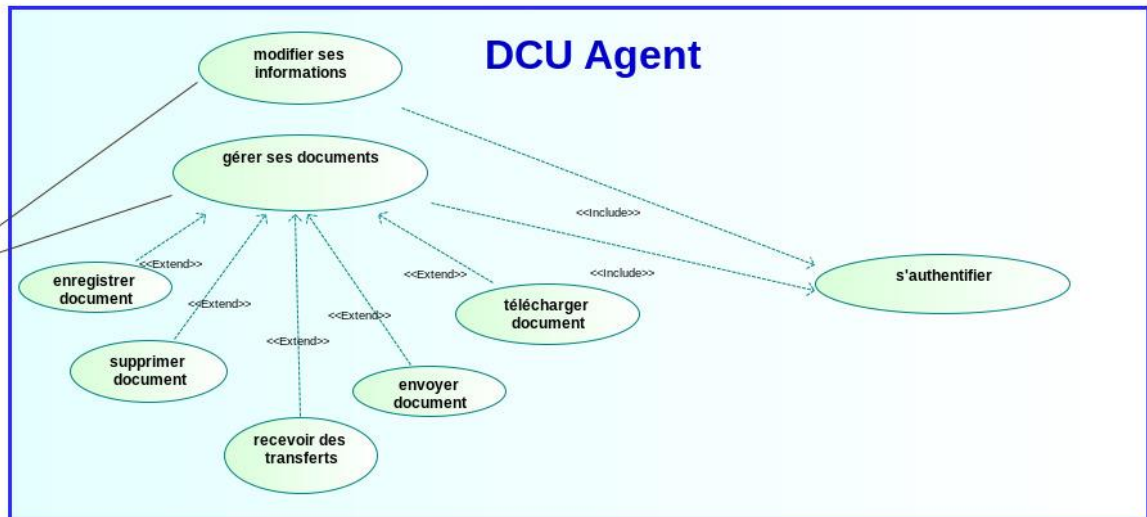 DCU Agent
modifier ses
informations
gérer ses documents
<<Include>>
<<Extend>>
enregistrer
document
<<Extend>>
<<Include>>
s'authentifier
<<Extend>>
télécharger
document
<<Extend>>
<<Extend>>
supprimer
document
envoyer
document
recevoir des
transferts